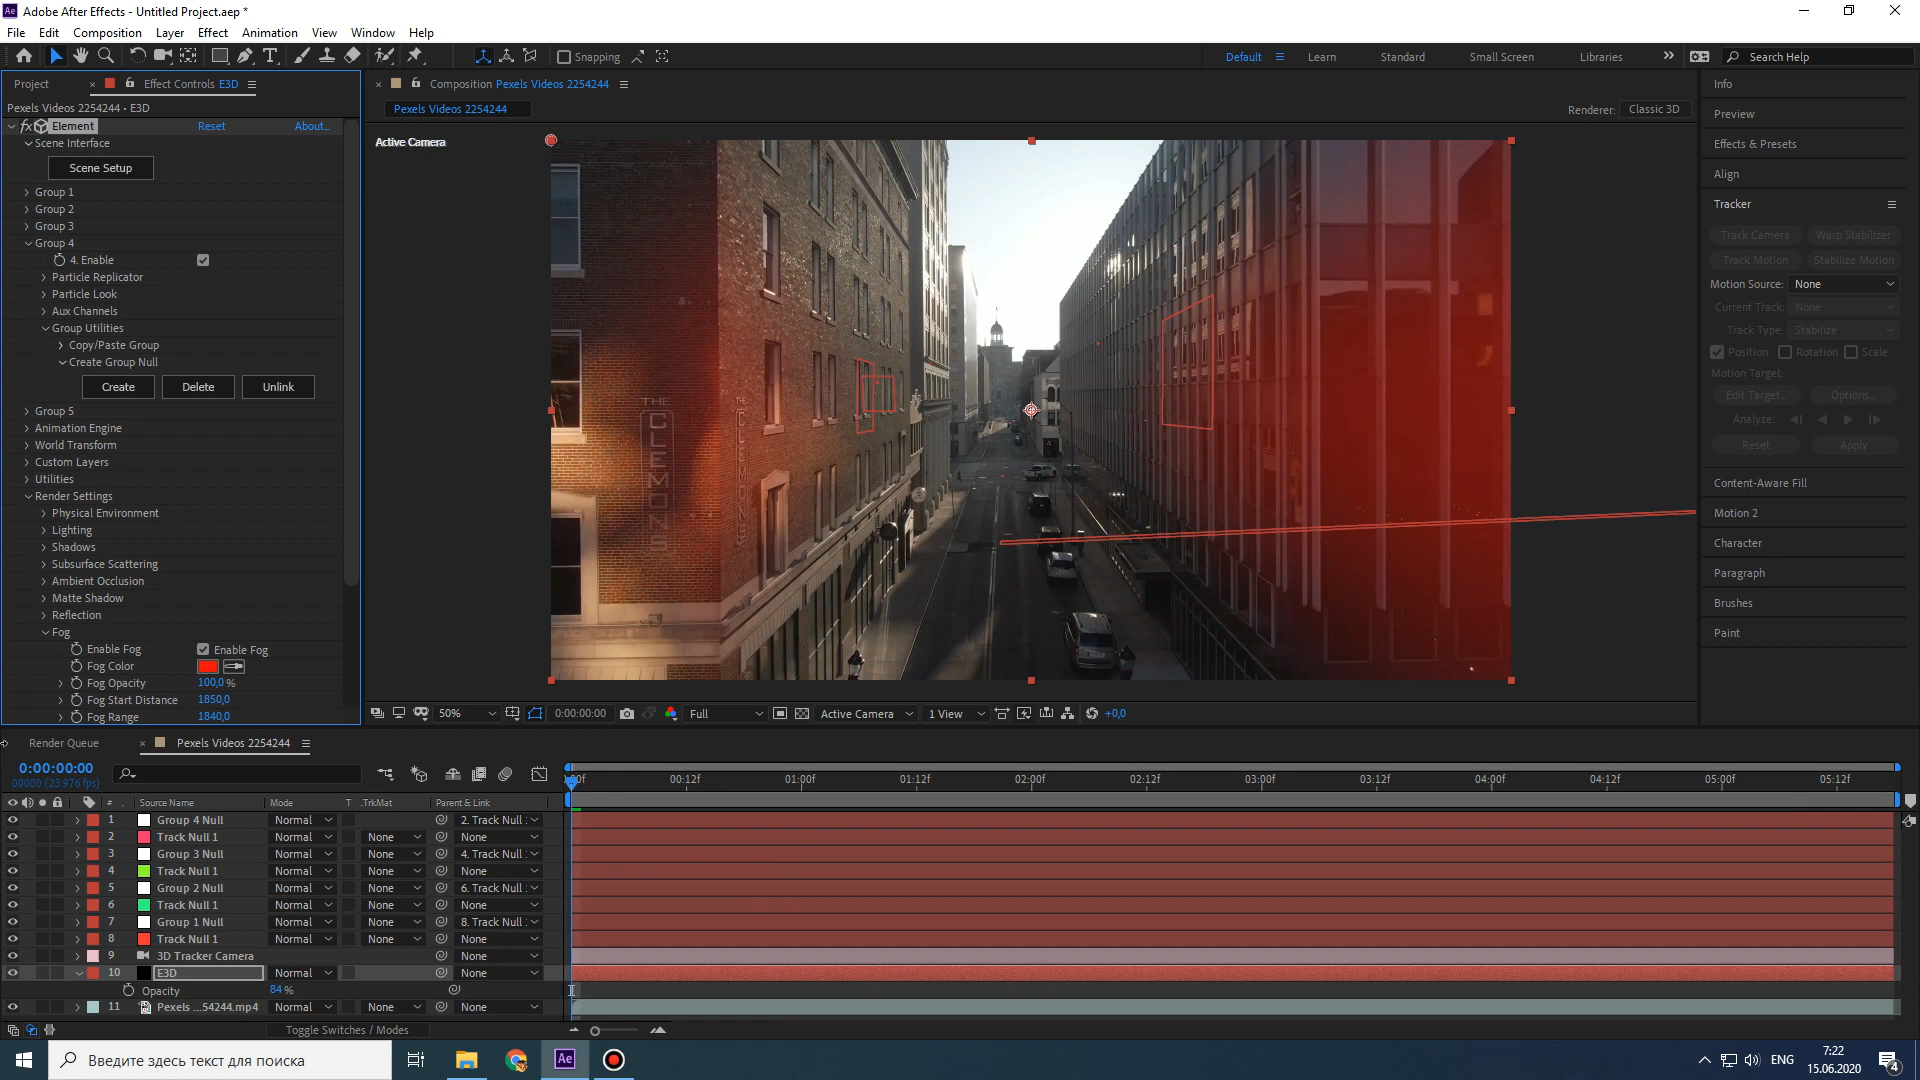 Adobe After Effects - Untitled Project.aep *
File Edit Composition Layer Effect Animation View Window Help
Snapping
Default Learn Standard Small Screen Libraries Search Help
Project Effect Controls E3D
Composition Pexels Videos 2254244
Pexels Videos 2254244 • E3D
Pexels Videos 2254244
Renderer: Classic 3D
fx Element Reset About...
Scene Interface
Scene Setup
Group 1
Group 2
Group 3
Group 4
4. Enable
Particle Replicator
Particle Look
Aux Channels
Group Utilities
Copy/Paste Group
Create Group Null
Create Delete Unlink
Group 5
Animation Engine
World Transform
Custom Layers
Utilities
Render Settings
Physical Environment
Lighting
Shadows
Subsurface Scattering
Ambient Occlusion
Matte Shadow
Reflection
Fog
Enable Fog Enable Fog
Fog Color
Fog Opacity 100,0 %
Fog Start Distance 1850,0
Fog Range 1840,0
Active Camera
THE CLEMONS
THE CLEMONS
50% 0:00:00:00 Full Active Camera 1 View +0,0
Info
Preview
Effects & Presets
Align
Tracker
Track Camera Warp Stabilizer
Track Motion Stabilize Motion
Motion Source: None
Current Track: None
Track Type: Stabilize
Position Rotation Scale
Motion Target:
Edit Target... Options...
Analyze:
Reset Apply
Content-Aware Fill
Motion 2
Character
Paragraph
Brushes
Paint
Render Queue Pexels Videos 2254244
0:00:00:00
00000 (23.976 fps)
00:12f 01:00f 01:12f 02:00f 02:12f 03:00f 03:12f 04:00f 04:12f 05:00f 05:12f
# Source Name Mode T .TrkMat Parent & Link
1 Group 4 Null Normal 2. Track Null
2 Track Null 1 Normal None None
3 Group 3 Null Normal None 4. Track Null
4 Track Null 1 Normal None None
5 Group 2 Null Normal None 6. Track Null
6 Track Null 1 Normal None None
7 Group 1 Null Normal None 8. Track Null
8 Track Null 1 Normal None None
9 3D Tracker Camera None
10 E3D Normal None
Opacity 84 %
11 Pexels ...54244.mp4 Normal None None
Toggle Switches / Modes
Введите здесь текст для поиска
Ae
ENG
7:22
15.06.2020
4